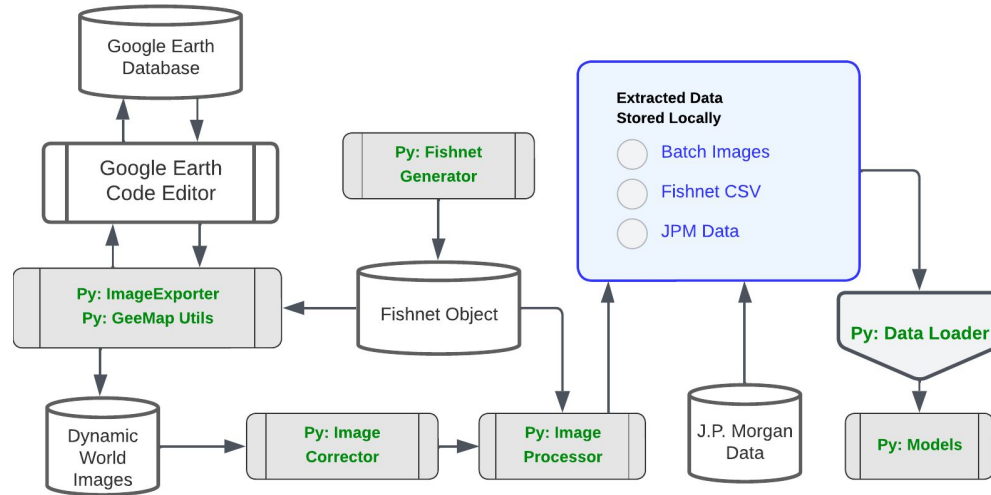 Google Earth
Database
Google Earth
Code Editor
Py: ImageExporter
Py: GeeMap Utils
Dynamic
World
Images
Py: Fishnet
Generator
Fishnet Object
Py: Image
Corrector
Py: Image
Processor
Extracted Data
Stored Locally
Batch Images
Fishnet CSV
JPM Data
J.P. Morgan
Data
Py: Data Loader
Py: Models